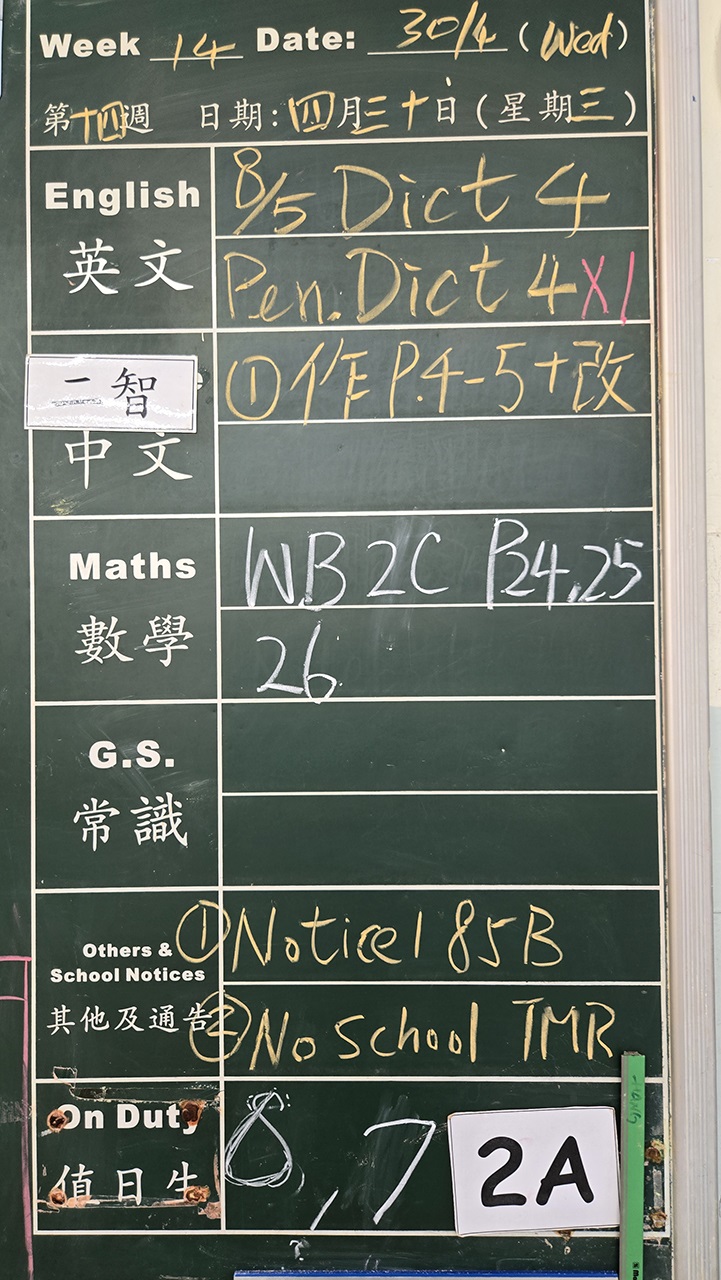 Week 14 Date: 30/4 (Wed)
第十四週 日期: 四月三十日 (星期三)
English
英文
8/5 Dict 4
Pen. Dict 4 X1
一智
中文
① 作 P.4-5+改
Maths
數學
WB 2C P24,25
26
G.S.
常識
Others &
School Notices
其他及通告
① Notice 185B
② No School TMR
On Duty
值日生
8, 7
2A